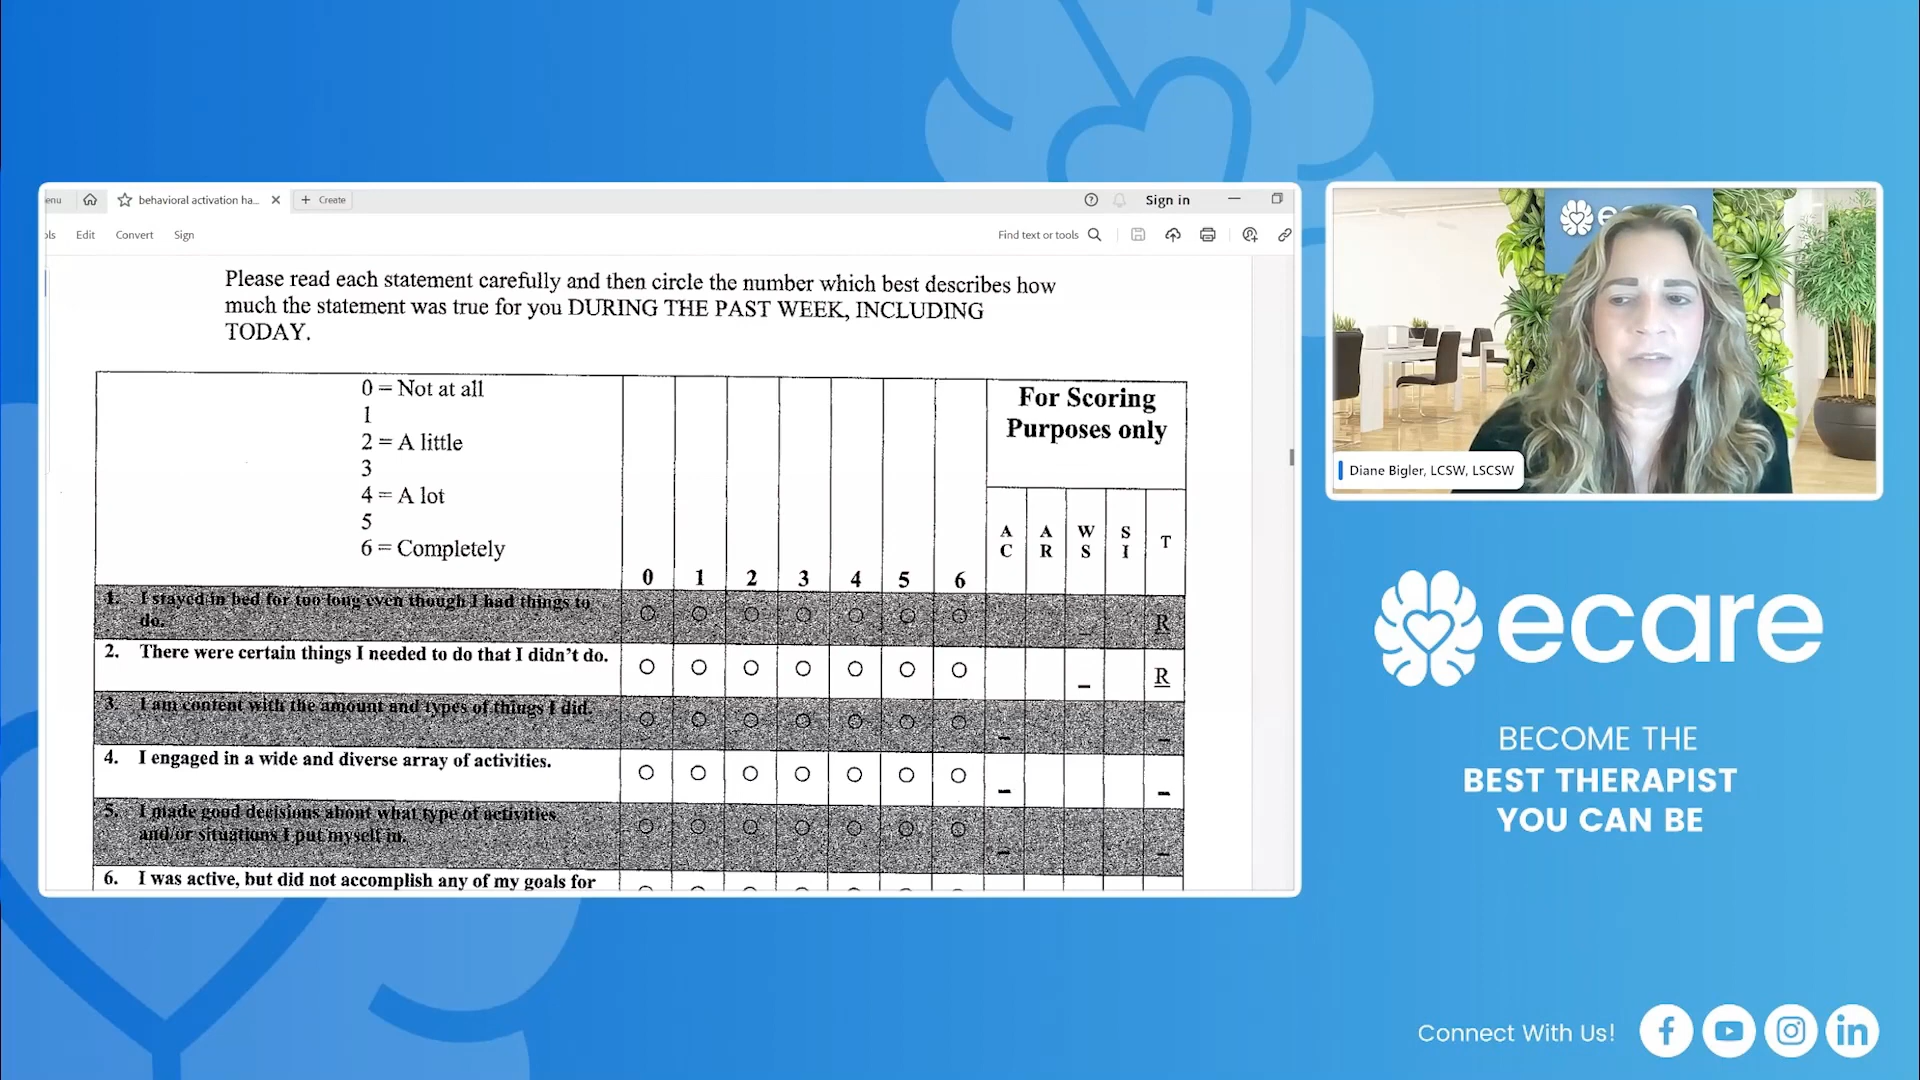 enu
behavioral activation ha...
Create
Sign in
ols
Edit
Convert
Sign
Find text or tools
Please read each statement carefully and then circle the number which best describes how
much the statement was true for you DURING THE PAST WEEK, INCLUDING
TODAY.
0 = Not at all
1
2 = A little
3
4 = A lot
5
6 = Completely
0 1 2 3 4 5 6
For Scoring
Purposes only
A A W S
C R S I T
1. I stayed in bed for too long even though I had things to
do.
R
2. There were certain things I needed to do that I didn't do.
R
3. I am content with the amount and types of things I did.
4. I engaged in a wide and diverse array of activities.
5. I made good decisions about what type of activities
and/or situations I put myself in.
6. I was active, but did not accomplish any of my goals for
Diane Bigler, LCSW, LSCSW
ecare
BECOME THE
BEST THERAPIST
YOU CAN BE
Connect With Us!